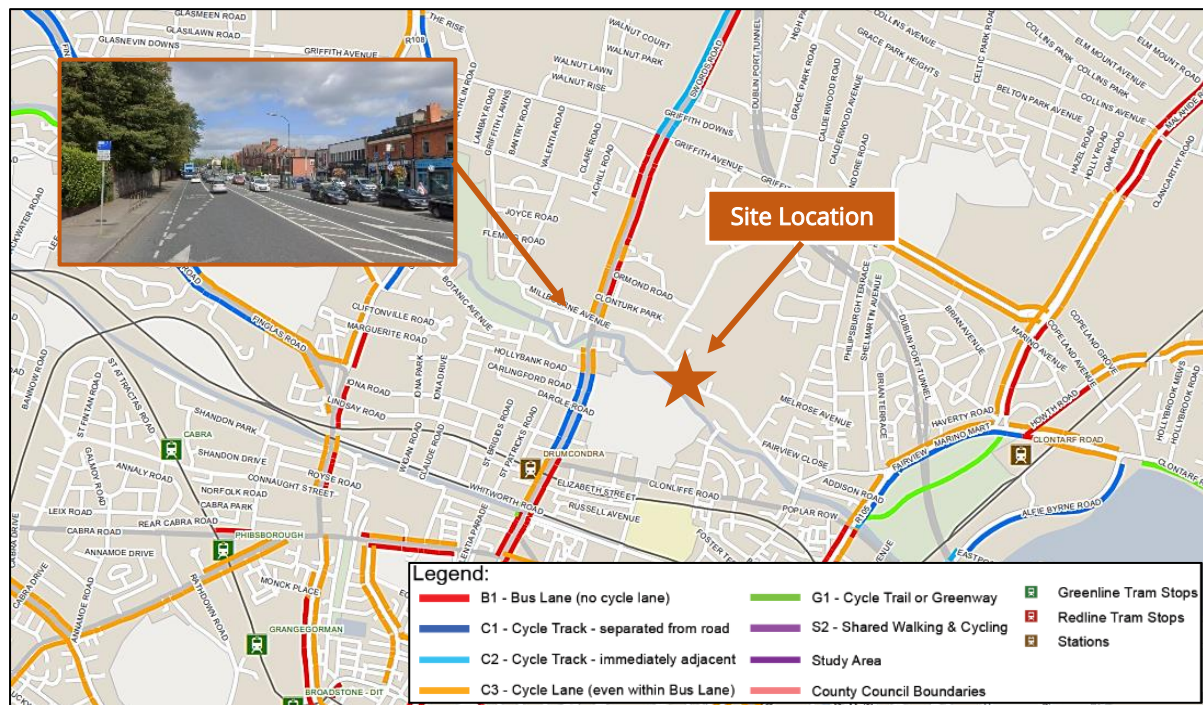 GLASMEEN ROAD
GLASILAWN ROAD
GLASNEVIN DOWNS
GRIFFITH AVENUE
R108
THE RISE
WALNUT COURT
WALNUT PARK
WALNUT LAWN
WALNUT RISE
LAMBAY ROAD
GRIFFITH LAWNS
BANTRY ROAD
VALENTIA ROAD
CLARE ROAD
ACHILL ROAD
SWORDS ROAD
DUBLIN PORT TUNNEL
GRIFFITH DOWNS
GRIFFITH AVENUE
HIGH PARK
GRACE PARK ROAD
GRACE PARK HEIGHTS
CALDERWOOD ROAD
CALDERWOOD AVENUE
CELTIC PARK ROAD
COLLINS PARK
COLLINS AVENUE
ELM MOUNT AVENUE
ELM MOUNT ROAD
BELTON PARK AVENUE
COLLINS AVENUE
HAZEL ROAD
HOLLY ROAD
OAK ROAD
CLANCARTHY ROAD
JOYCE ROAD
Site Location
ORMOND ROAD
CLONTURK PARK
BOTANIC AVENUE
CLIFTONVILLE ROAD
MARGUERITE ROAD
FINGLAS ROAD
HOLLYBANK ROAD
CARLINGFORD ROAD
DARGLE ROAD
IONA ROAD
IONA PARK
IONA DRIVE
LINDSAY ROAD
PHILIPSBURGH TERRACE
SHELMARTIN AVENUE
DUBLIN PORT TUNNEL
BRIAN AVENUE
BRIAN TERRACE
MARINO AVENUE
COPELAND AVENUE
COPELAND GROVE
HOWTH ROAD
HOLLYBROOK MEWS
HOLLYBROOK ROAD
BANNOW ROAD
ST FINTAN ROAD
ST ATTRACTAS ROAD
SHANDON PARK
MELROSE AVENUE
HAVERTY ROAD
MARINO MART
FAIRVIEW
CLONTARF ROAD
CABRA
GALMOY ROAD
ANNALY ROAD
SHANDON DRIVE
CONNAUGHT STREET
ROYSE ROAD
WIGAN ROAD
CLAUDE ROAD
ST BRIGIDS ROAD
ST PATRICKS ROAD
DRUMCONDRA
WHITWORTH ROAD
ELIZABETH STREET
CLONLIFFE ROAD
RUSSELL AVENUE
FAIRVIEW CLOSE
ADDISON ROAD
POPLAR ROW
R105
ALFIE BYRNE ROAD
NORFOLK ROAD
CABRA PARK
LEIX ROAD
REAR CABRA ROAD
CABRA ROAD
CABRA DRIVE
ANNAMOE DRIVE
PHIBSBOROUGH
ANNAMOE ROAD
RATHDOWN ROAD
MONCK PLACE
GRANGEGORMAN
BROADSTONE - DIT
Legend:
B1 - Bus Lane (no cycle lane)
C1 - Cycle Track - separated from road
C2 - Cycle Track - immediately adjacent
C3 - Cycle Lane (even within Bus Lane)
G1 - Cycle Trail or Greenway
S2 - Shared Walking & Cycling
Study Area
County Council Boundaries
Greenline Tram Stops
Redline Tram Stops
Stations